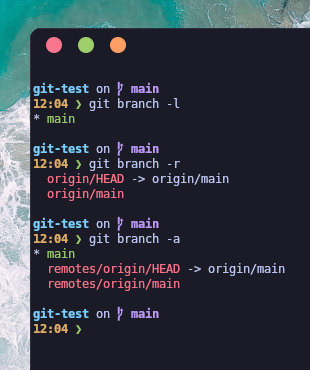 git-test on  main
12:04 ❯ git branch -l
* main
git-test on  main
12:04 ❯ git branch -r
origin/HEAD -> origin/main
origin/main
git-test on  main
12:04 ❯ git branch -a
* main
remotes/origin/HEAD -> origin/main
remotes/origin/main
git-test on  main
12:04 ❯